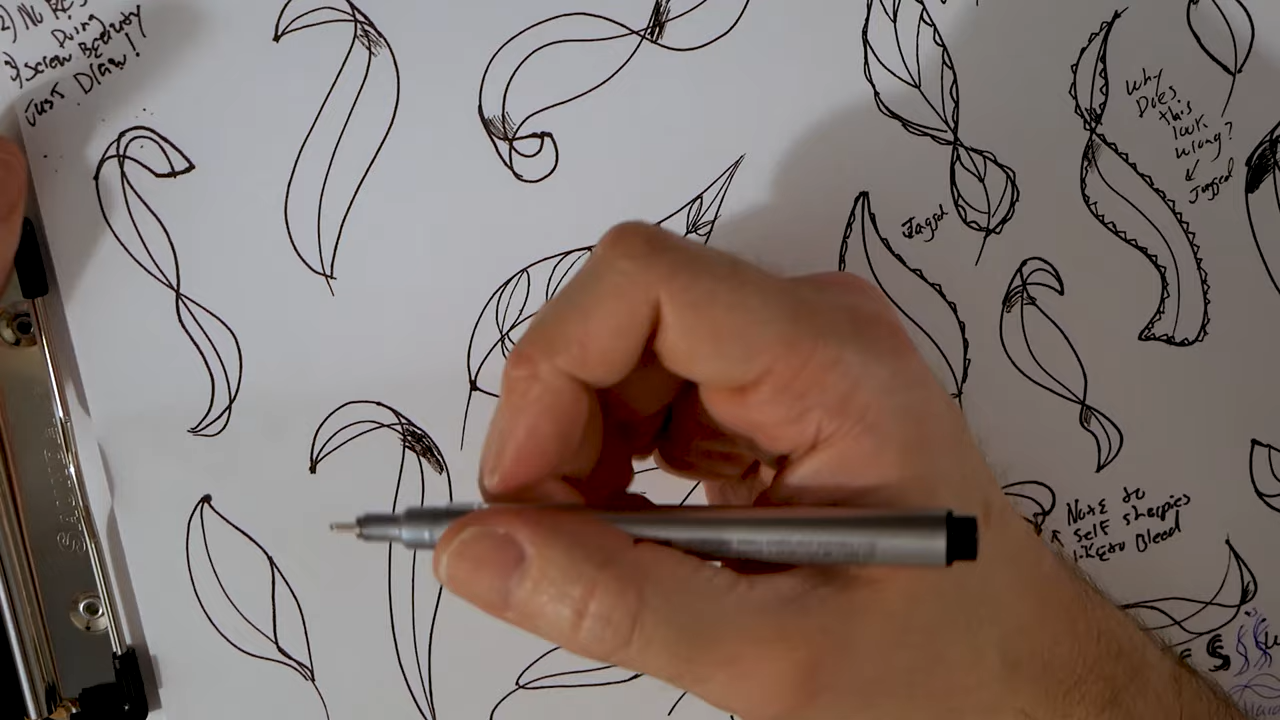 2) No RE
During
3) Screw Beauty
Just Draw!
Why
Does
this
look
wrong?
Jagged
Jagged
Note to
Self sharpies
Like to Bleed